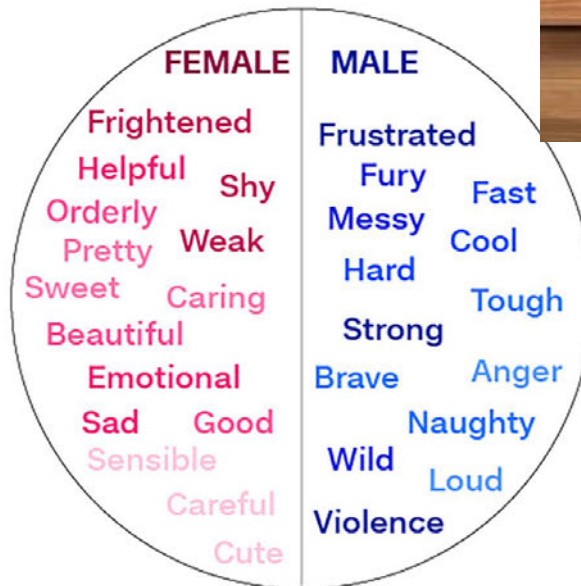 FEMALE
Frightened
Helpful
Shy
Orderly
Pretty
Weak
Sweet
Caring
Beautiful
Emotional
Sad
Good
Sensible
Careful
Cute
MALE
Frustrated
Fury
Fast
Messy
Cool
Hard
Tough
Strong
Brave
Anger
Naughty
Wild
Loud
Violence